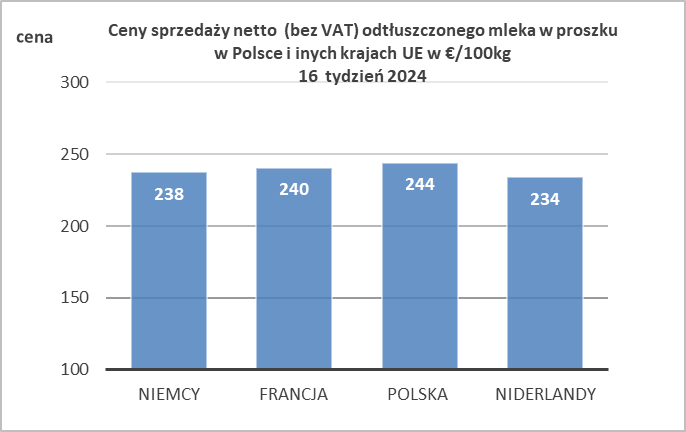 cena
Ceny sprzedaży netto  (bez VAT) odtłuszczonego mleka w proszku
w Polsce i inych krajach UE w €/100kg
16  tydzień 2024
300
250
200
150
100
238
240
244
234
NIEMCY
FRANCJA
POLSKA
NIDERLANDY